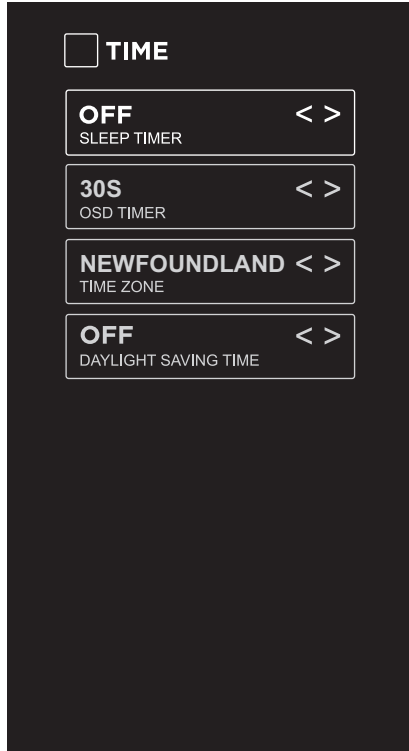 TIME
OFF < >
SLEEP TIMER
30S < >
OSD TIMER
NEWFOUNDLAND < >
TIME ZONE
OFF < >
DAYLIGHT SAVING TIME